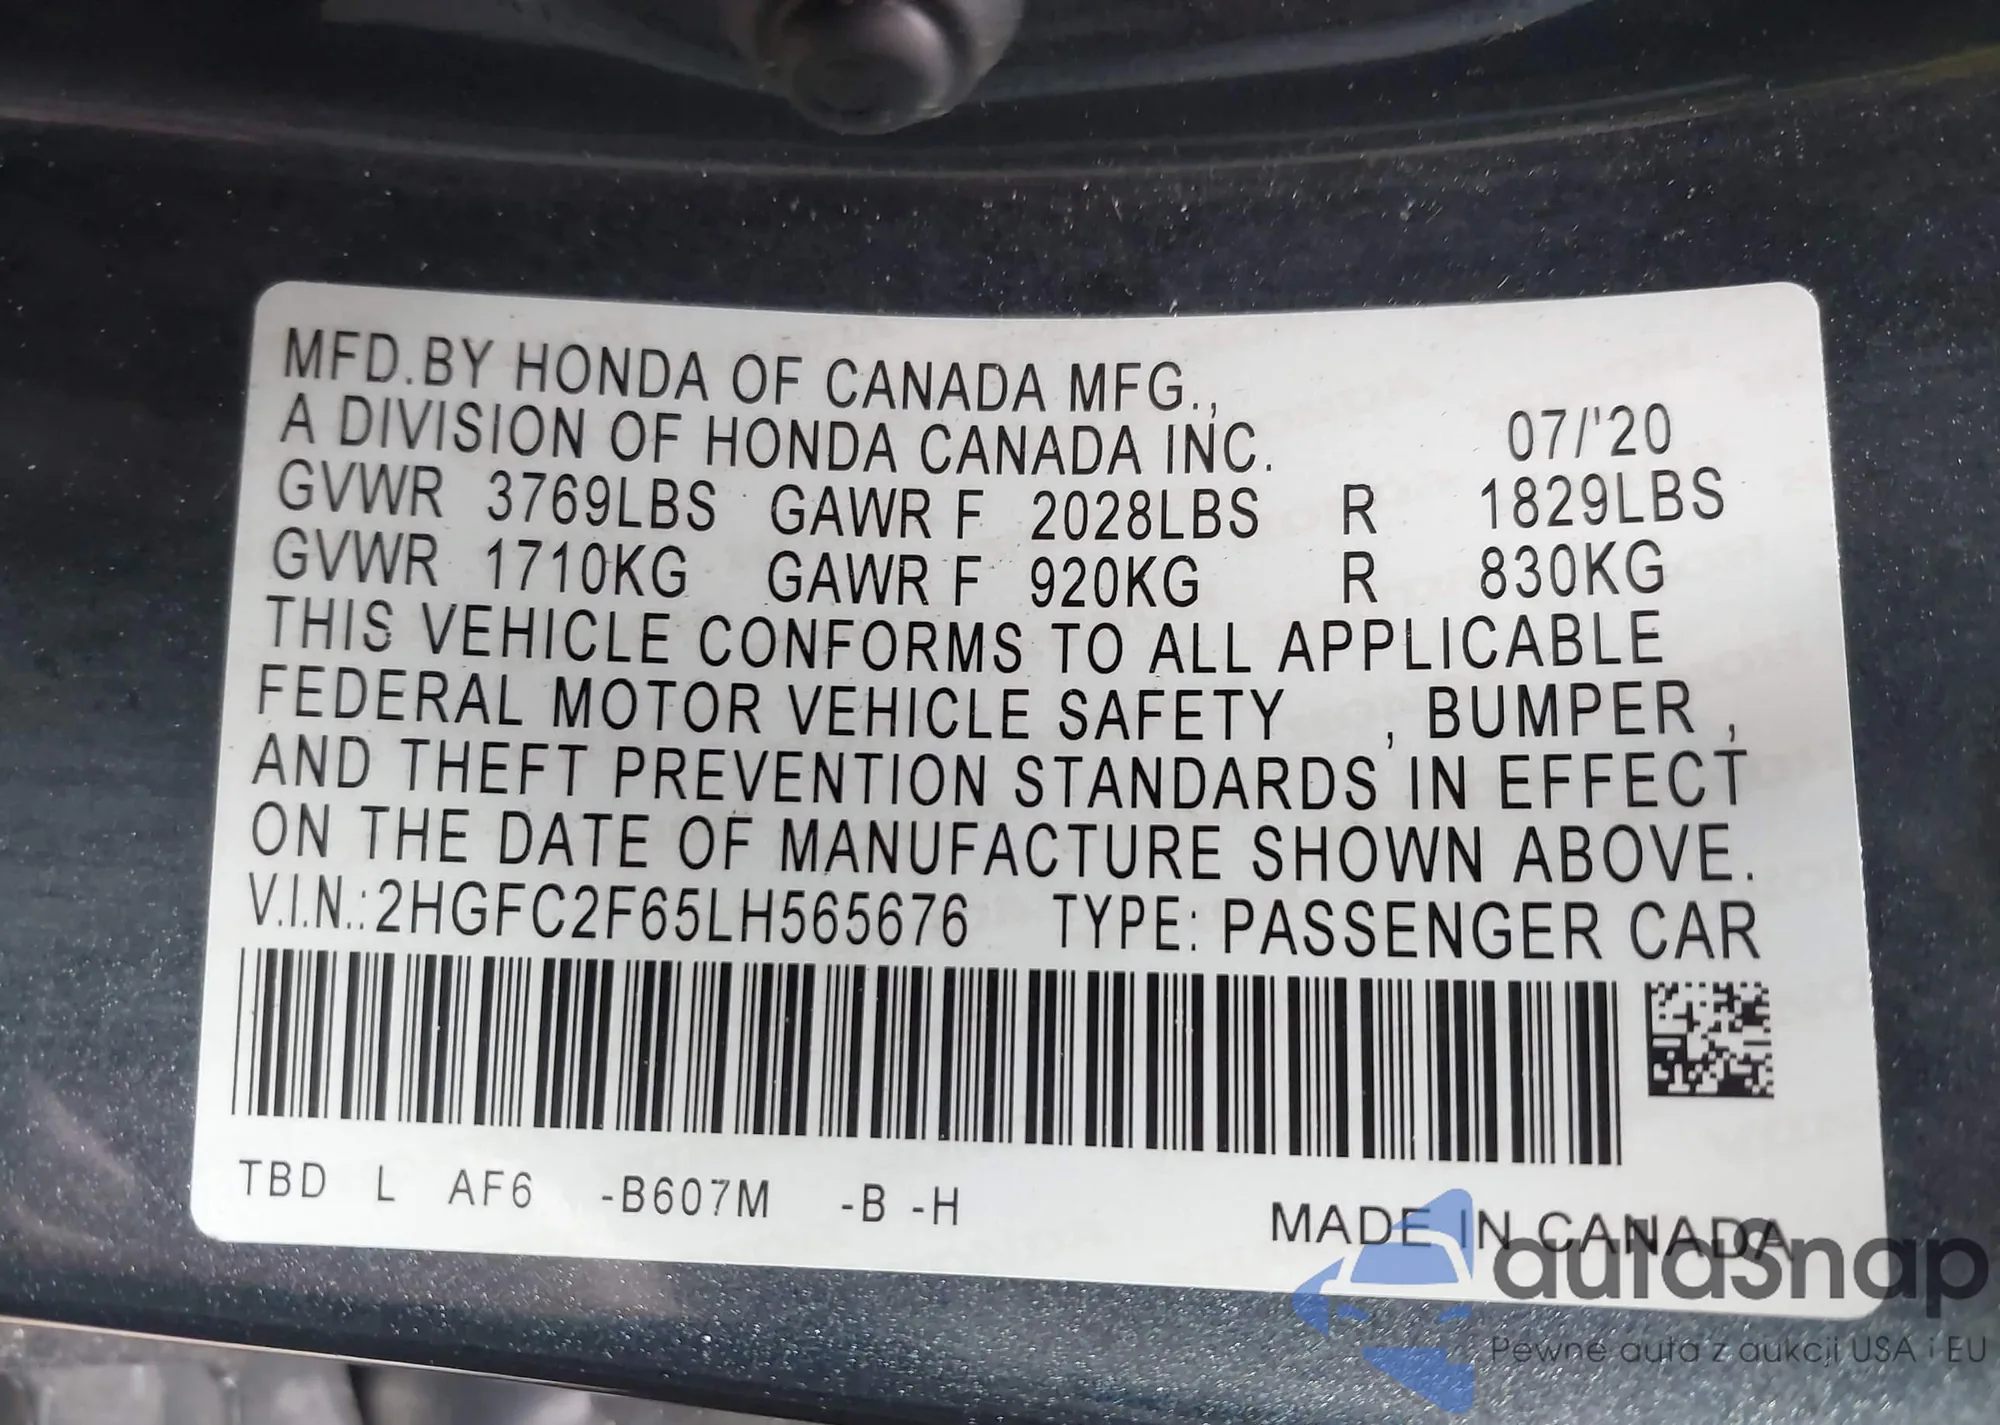 MFD.BY HONDA OF CANADA MFG.,
A DIVISION OF HONDA CANADA INC. 07/'20
GVWR 3769LBS GAWR F 2028LBS R 1829LBS
GVWR 1710KG GAWR F 920KG R 830KG
THIS VEHICLE CONFORMS TO ALL APPLICABLE
FEDERAL MOTOR VEHICLE SAFETY , BUMPER ,
AND THEFT PREVENTION STANDARDS IN EFFECT
ON THE DATE OF MANUFACTURE SHOWN ABOVE.
V.I.N.:2HGFC2F65LH565676 TYPE: PASSENGER CAR
TBD L AF6 -B607M -B -H
MADE IN CANADA
autaSnap
Pewne auta z aukcji USA i EU